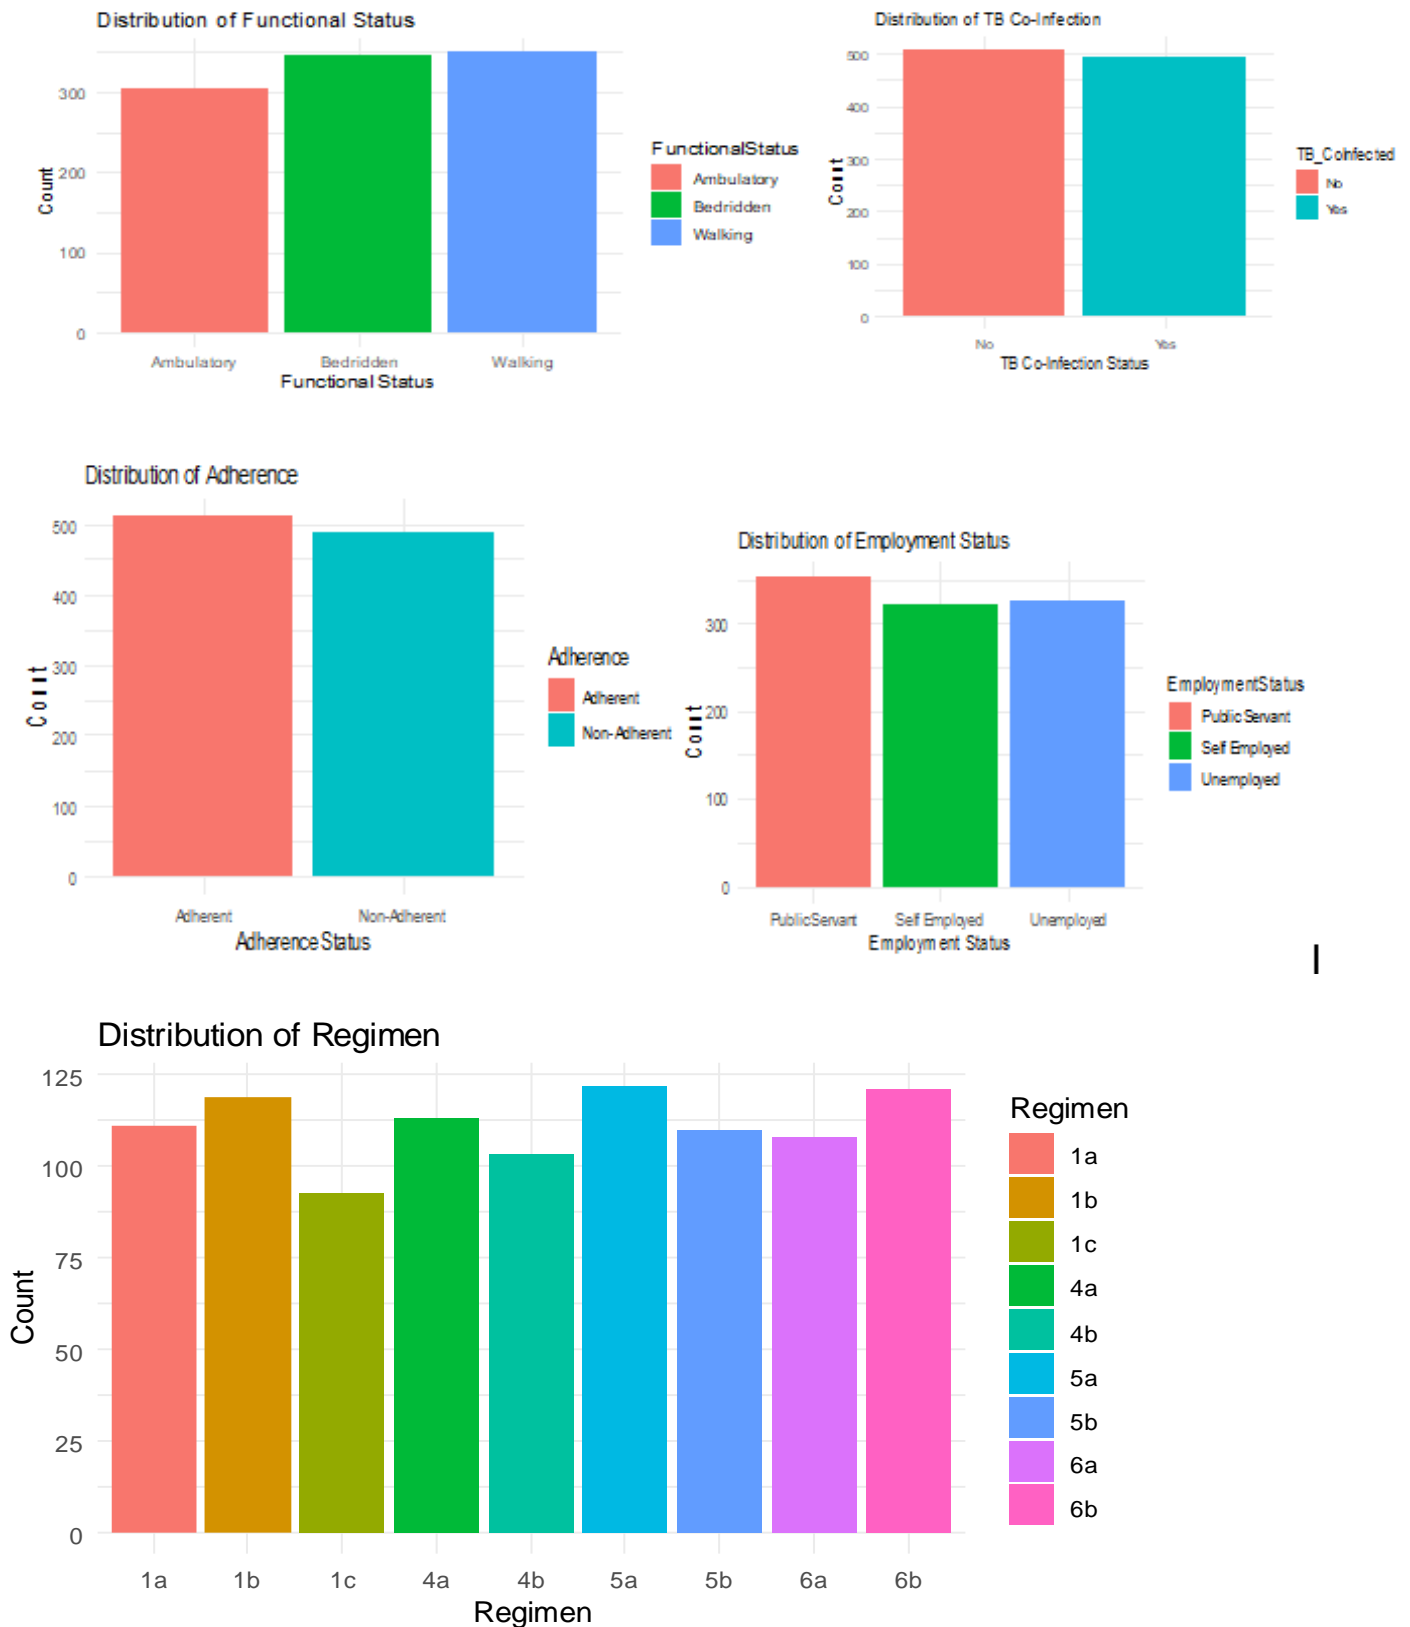 Distribution of Functional Status
300
200
100
0
Count
Ambulatory Bedridden Walking
Functional Status
FunctionalStatus
Ambulatory
Bedridden
Walking
Distribution of TB Co-Infection
500
400
300
200
100
0
Count
No Yes
TB Co-Infection Status
TB_CoInfected
No
Yes
Distribution of Adherence
500
400
300
200
100
0
Count
Adherent Non-Adherent
Adherence Status
Adherence
Adherent
Non-Adherent
Distribution of Employment Status
300
200
100
0
Count
Public Servant Self Employed Unemployed
Employment Status
EmploymentStatus
Public Servant
Self Employed
Unemployed
l
Distribution of Regimen
125
100
75
50
25
0
Count
1a 1b 1c 4a 4b 5a 5b 6a 6b
Regimen
Regimen
1a
1b
1c
4a
4b
5a
5b
6a
6b